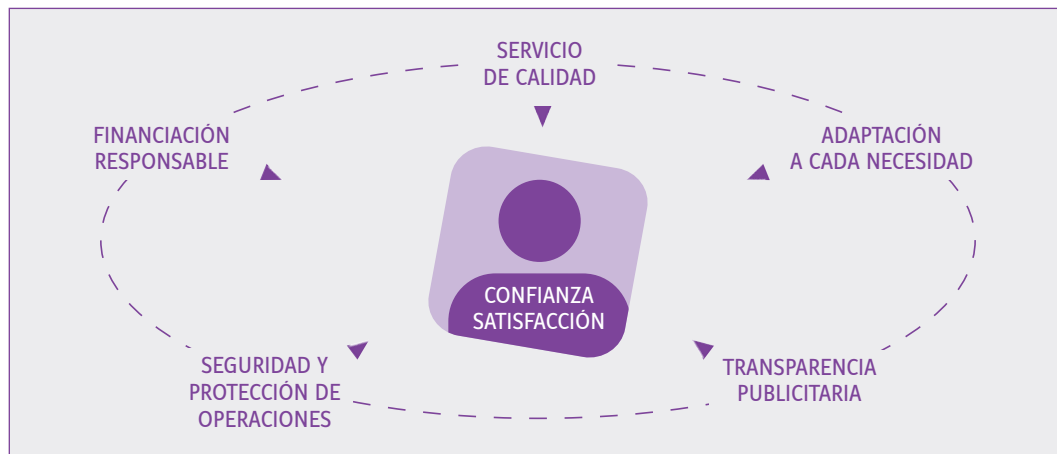 SERVICIO
DE CALIDAD
FINANCIACIÓN
RESPONSABLE
ADAPTACIÓN
A CADA NECESIDAD
CONFIANZA
SATISFACCIÓN
SEGURIDAD Y
PROTECCIÓN DE
OPERACIONES
TRANSPARENCIA
PUBLICITARIA